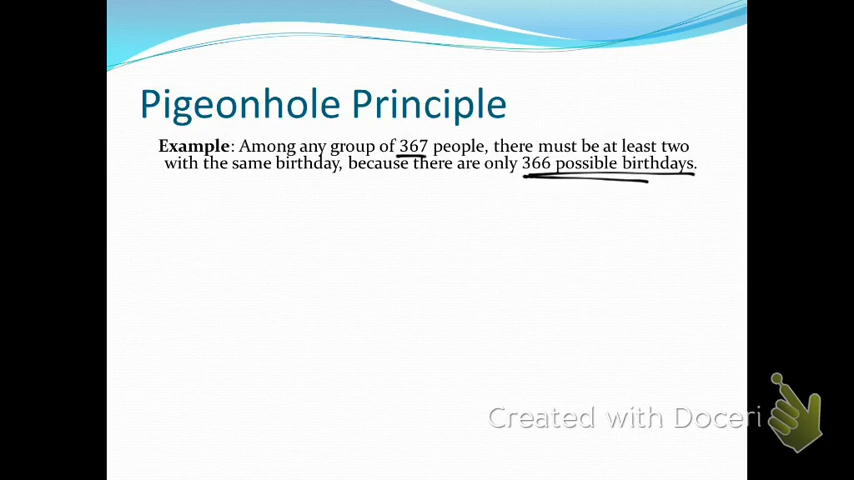 Pigeonhole Principle
Example: Among any group of 367 people, there must be at least two
with the same birthday, because there are only 366 possible birthdays.
Created with Doceri